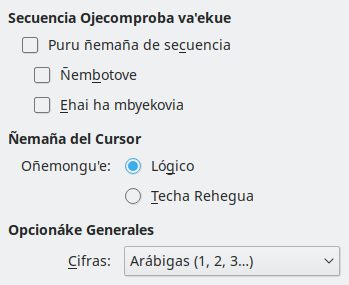 Secuencia Ojecomproba va'ekue
Puru ñemaña de secuencia
Ñembotove
Ehai ha mbyekovia
Ñemaña del Cursor
Oñemongu'e: Lógico
Techa Rehegua
Opcionáke Generales
Cifras: Arábigas (1, 2, 3...)